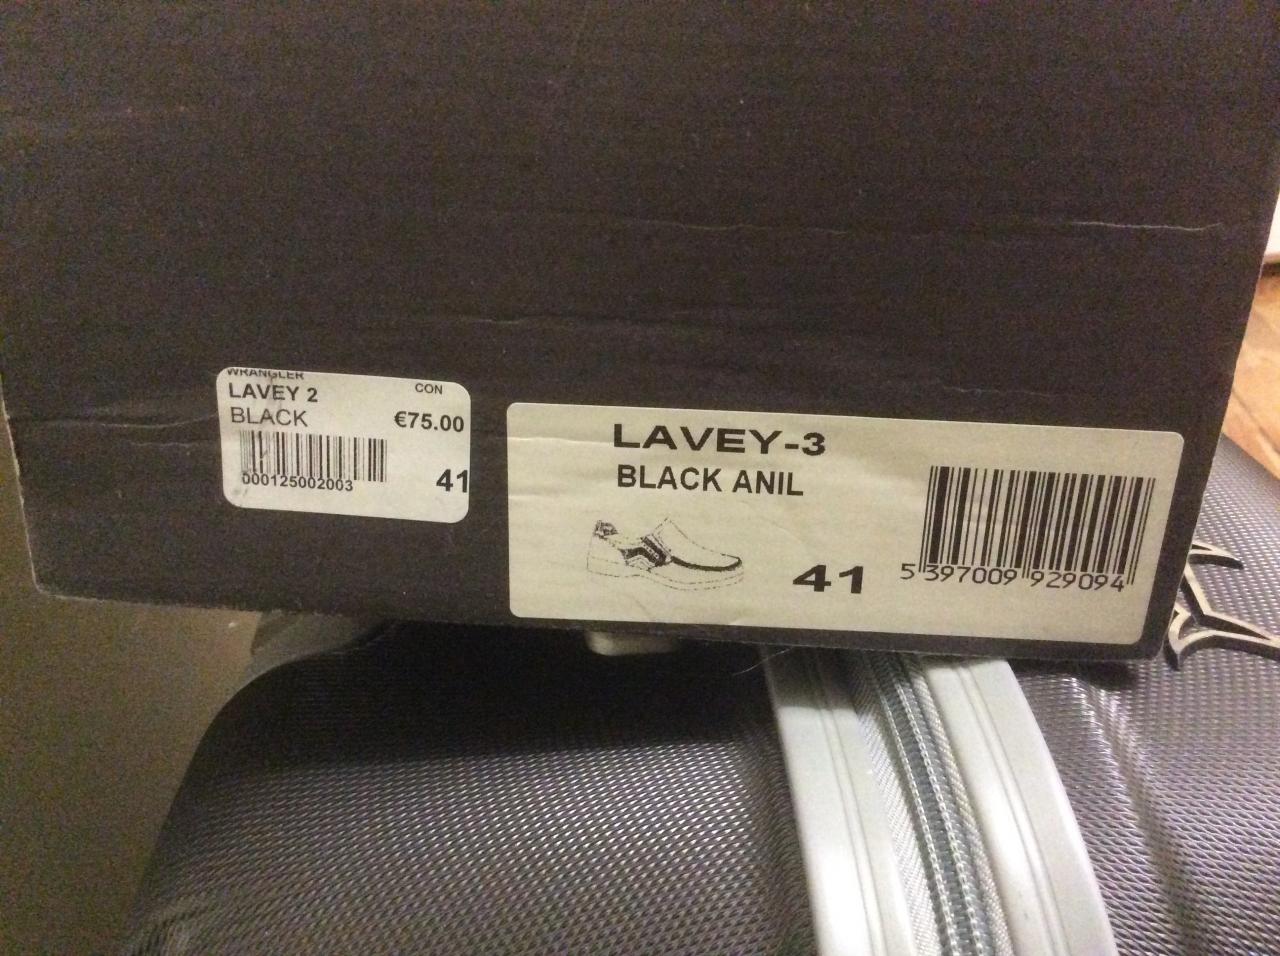 WRANGLER
LAVEY 2 CON
BLACK €75.00
000125002003 41
LAVEY-3
BLACK ANIL
41
5 397009 929094